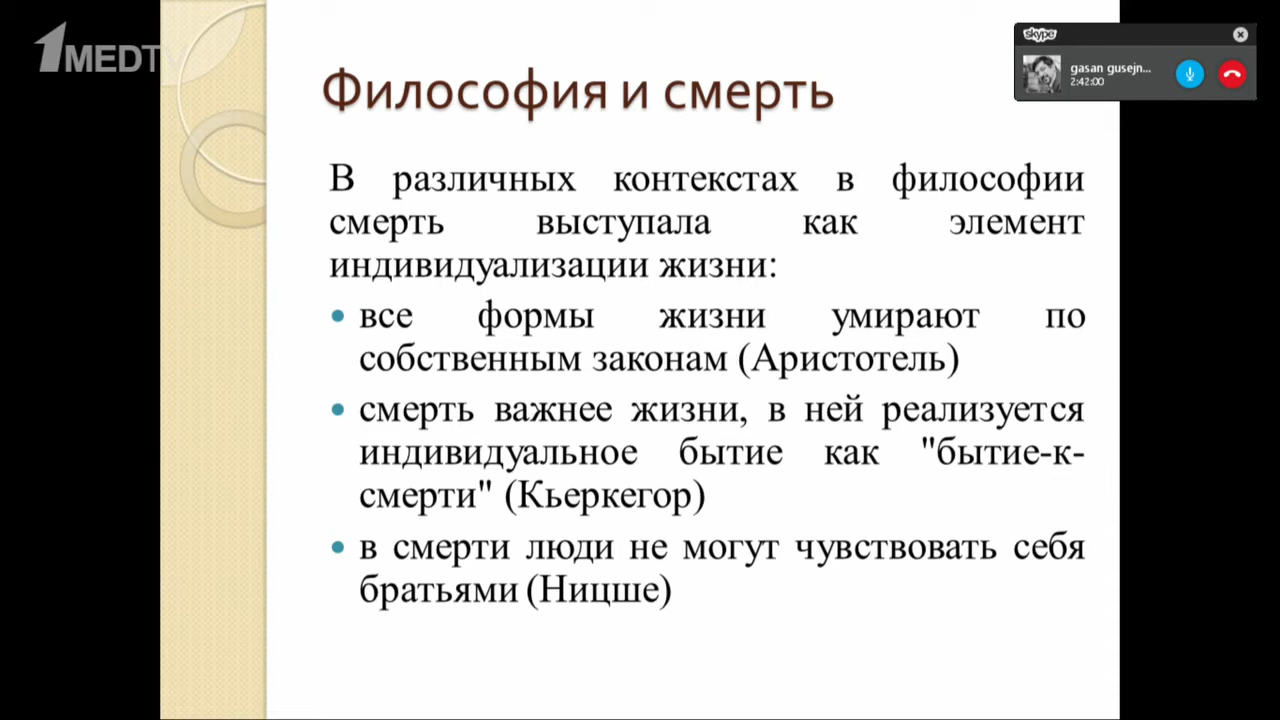 1MEDTV
skype
gasan gusejn...
2:42:00
Философия и смерть
В различных контекстах в философии
смерть выступала как элемент
индивидуализации жизни:
• все формы жизни умирают по
собственным законам (Аристотель)
• смерть важнее жизни, в ней реализуется
индивидуальное бытие как "бытие-к-
смерти" (Кьеркегор)
• в смерти люди не могут чувствовать себя
братьями (Ницше)